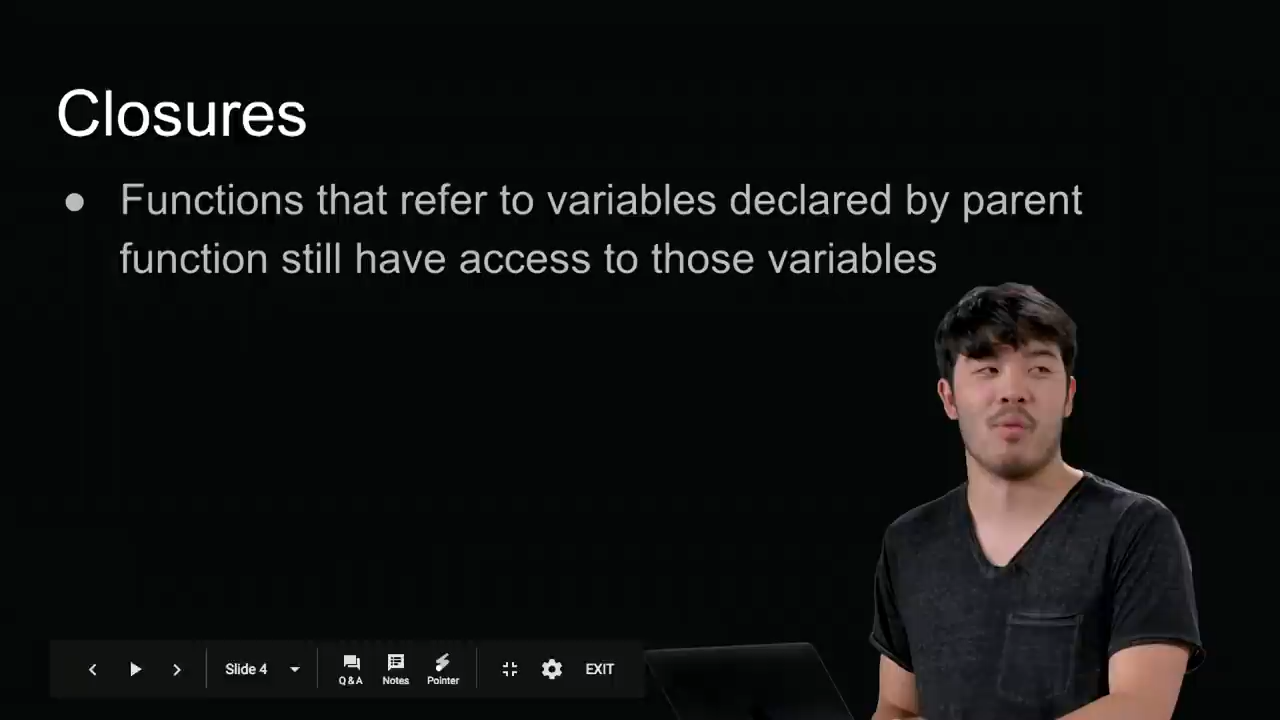 Closures
● Functions that refer to variables declared by parent
function still have access to those variables
Slide 4
Q & A
Notes
Pointer
EXIT